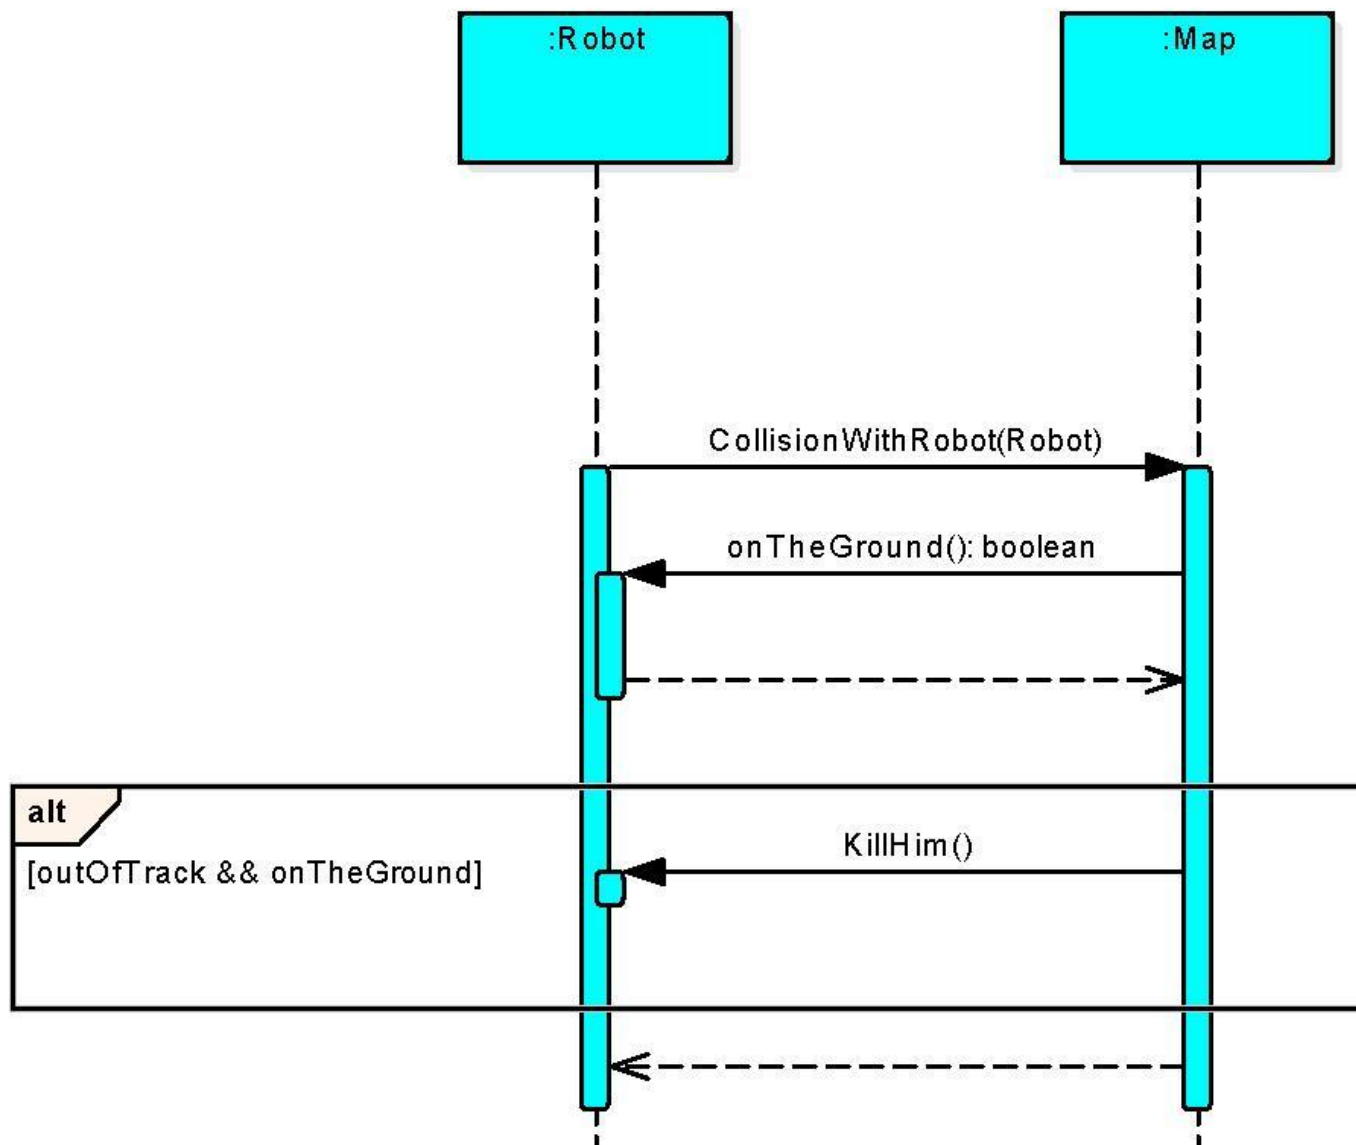 :Robot
:Map
CollisionWithRobot(Robot)
onTheGround(): boolean
alt
KillHim()
[outOfTrack && onTheGround]